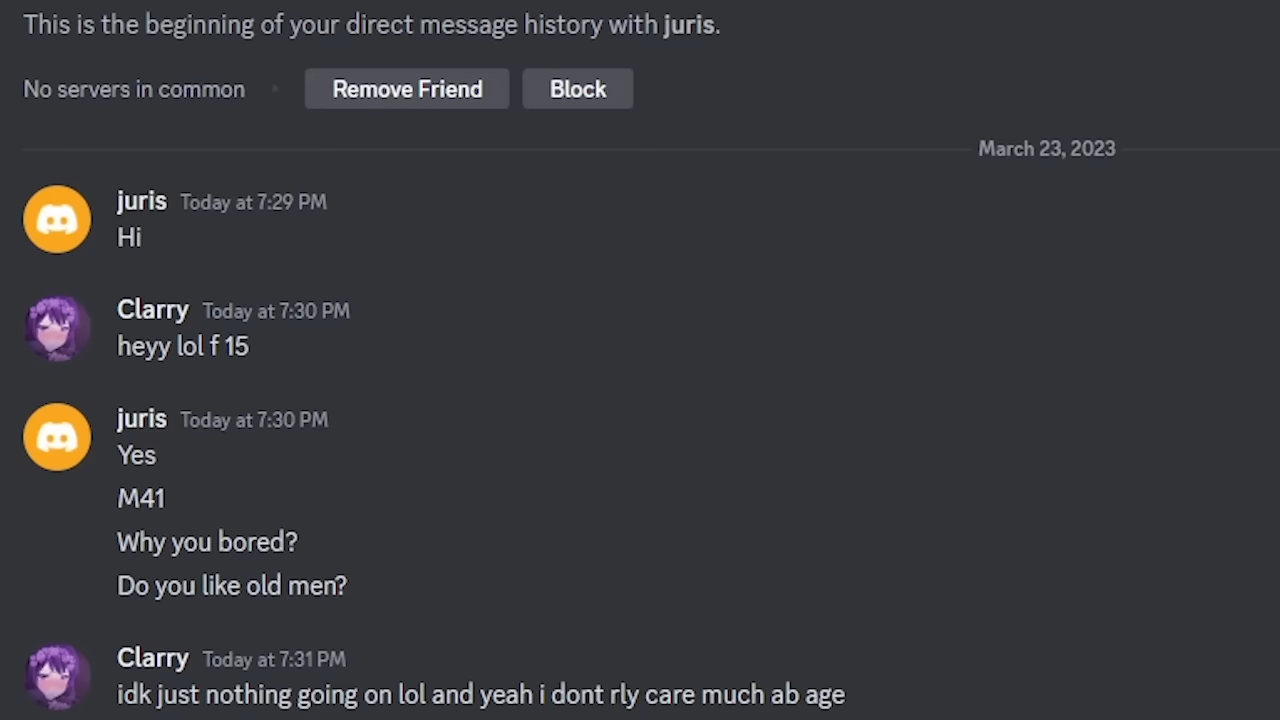 This is the beginning of your direct message history with juris.
No servers in common • Remove Friend Block
March 23, 2023
juris Today at 7:29 PM
Hi
Clarry Today at 7:30 PM
heyy lol f 15
juris Today at 7:30 PM
Yes
M41
Why you bored?
Do you like old men?
Clarry Today at 7:31 PM
idk just nothing going on lol and yeah i dont rly care much ab age